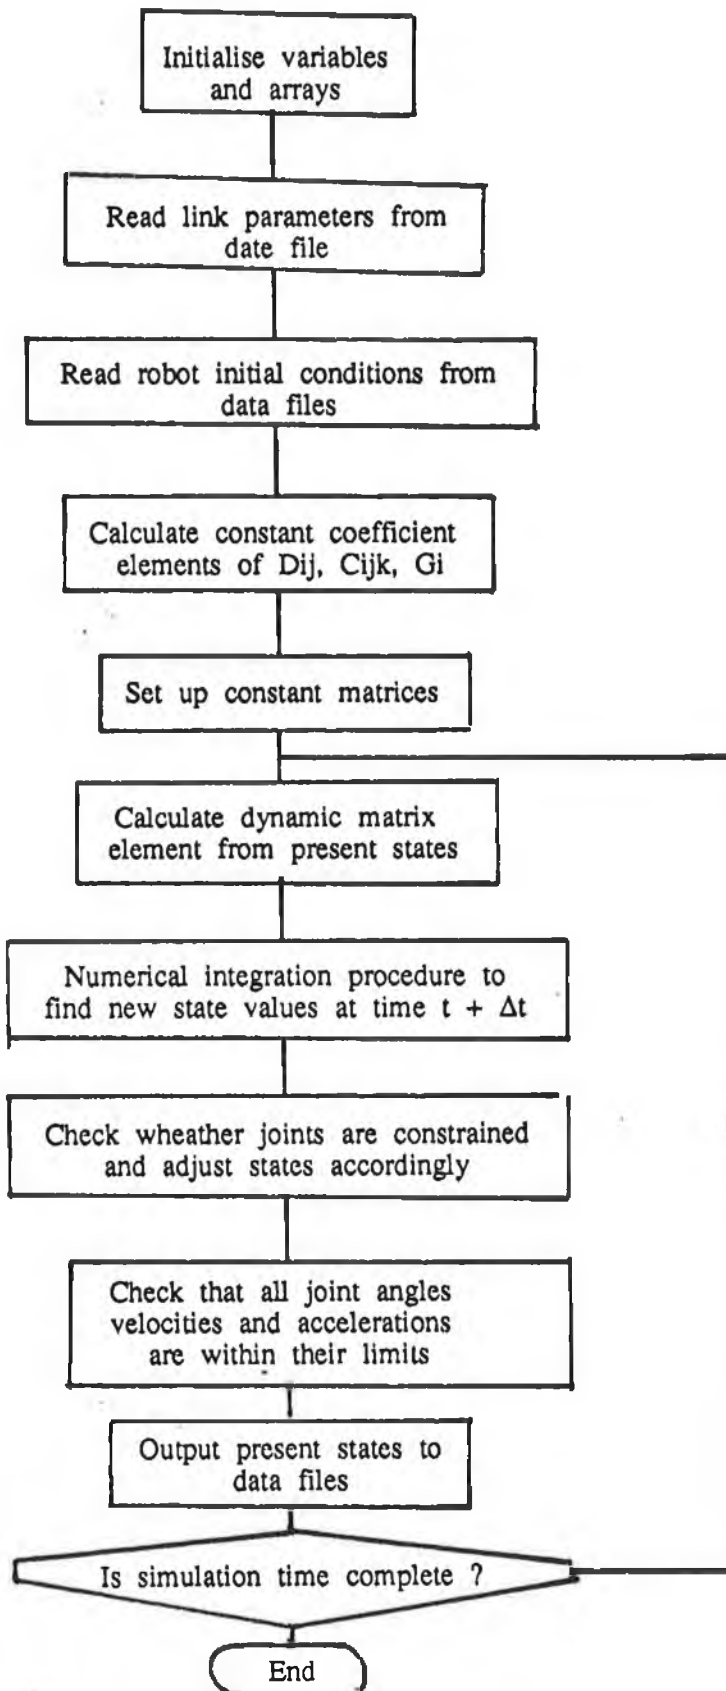 Initialise variables
and arrays
Read link parameters from
date file
Read robot initial conditions from
data files
Calculate constant coefficient
elements of Dij, Cijk, Gi
Set up constant matrices
Calculate dynamic matrix
element from present states
Numerical integration procedure to
find new state values at time t + Δt
Check wheather joints are constrained
and adjust states accordingly
Check that all joint angles
velocities and accelerations
are within their limits
Output present states to
data files
Is simulation time complete ?
End